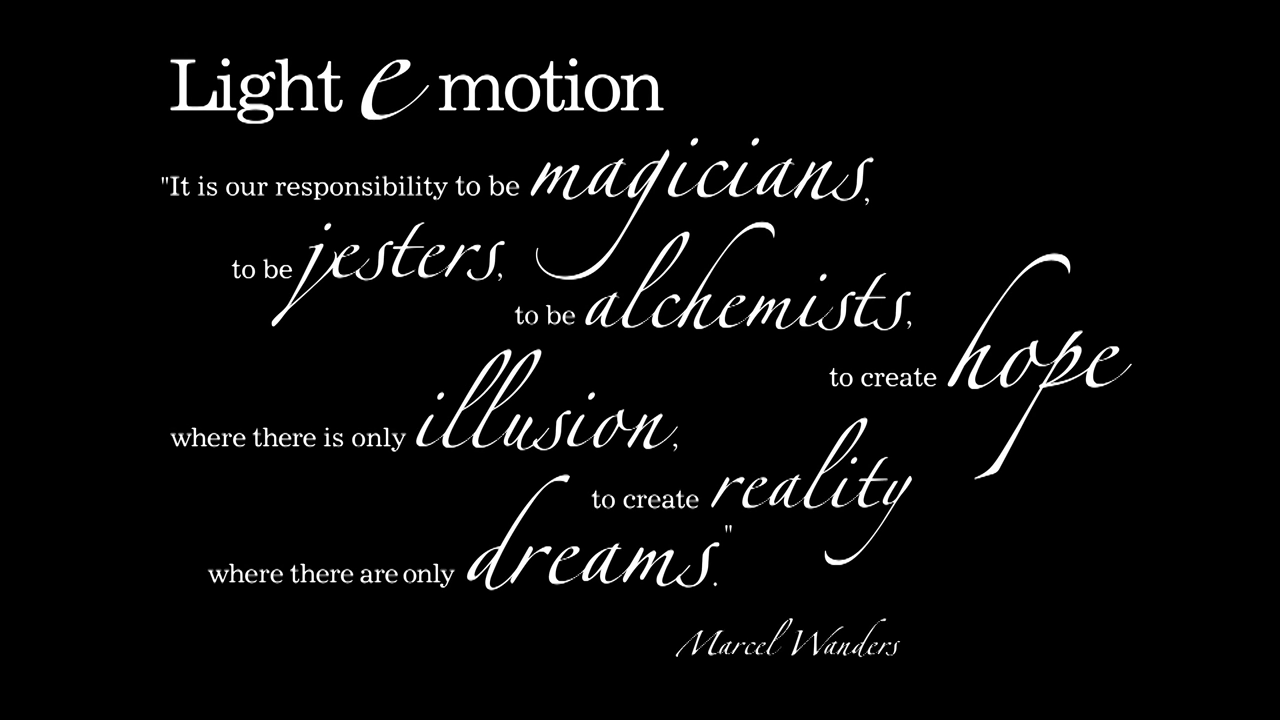 Light e motion
"It is our responsibility to be magicians,
to be jesters,
to be alchemists,
to create hope
where there is only illusion,
to create reality
where there are only dreams."
Marcel Wanders